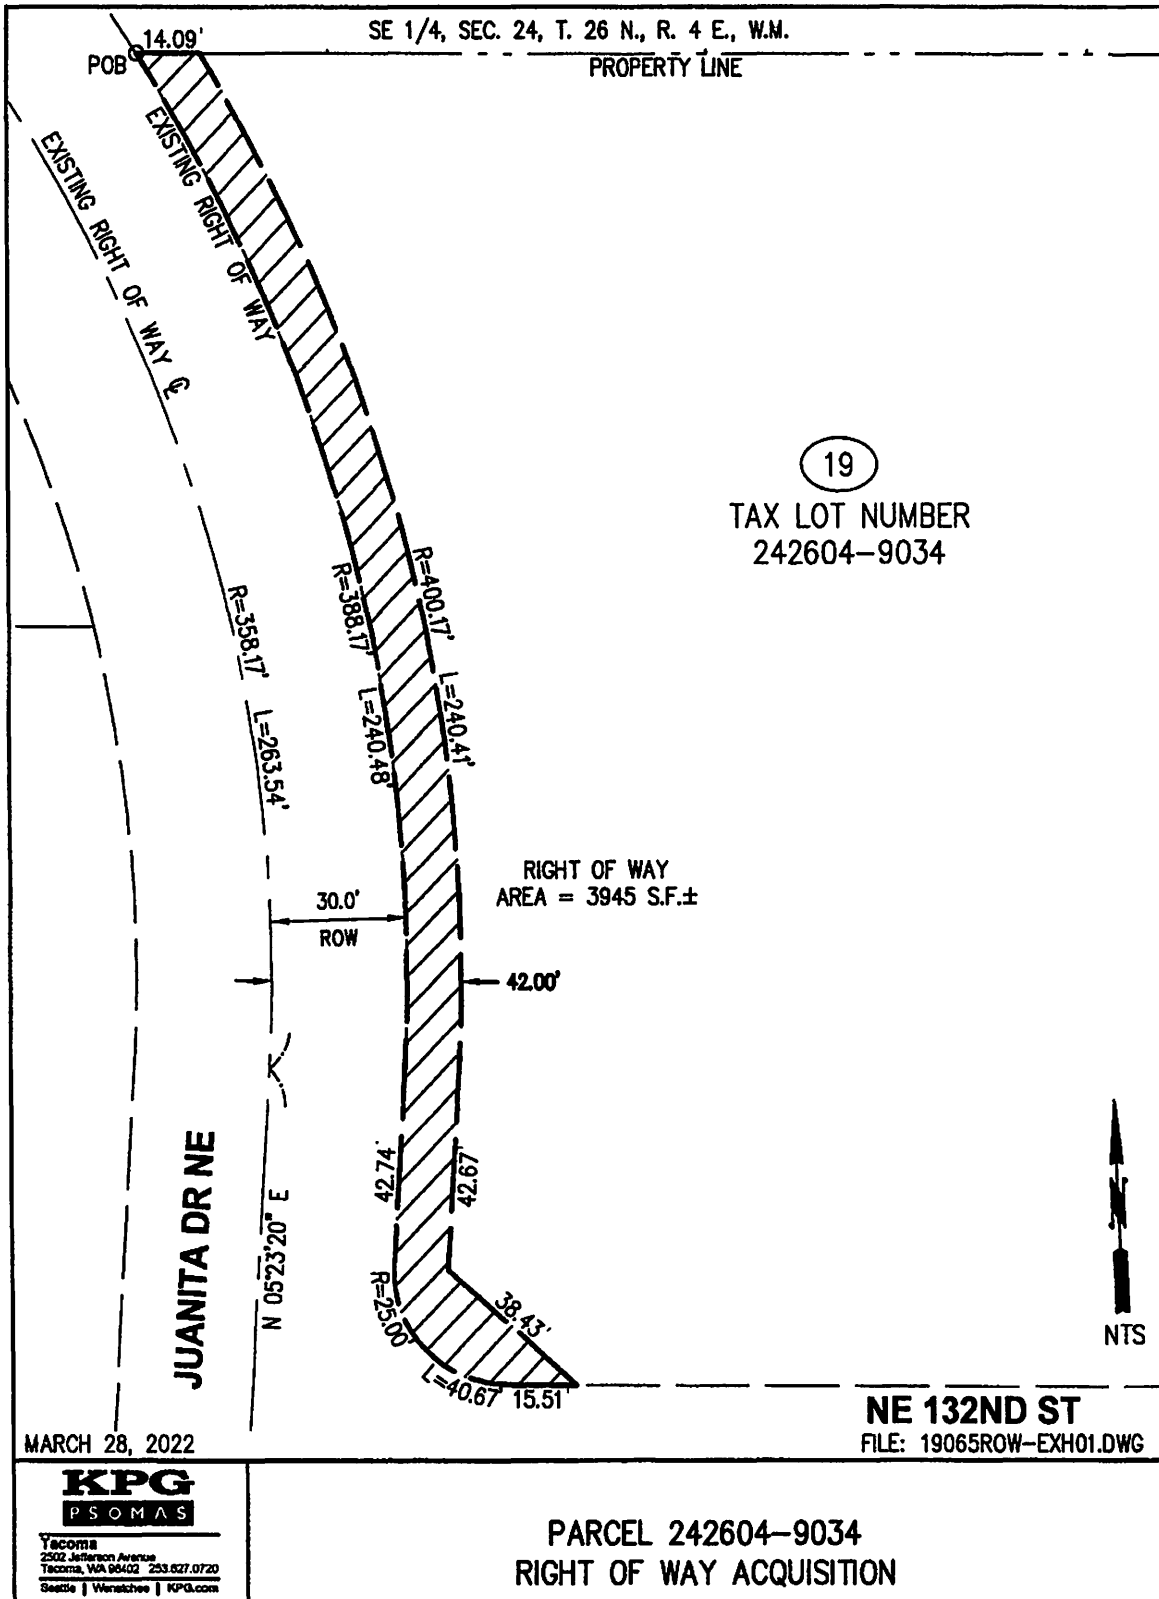 SE 1/4, SEC. 24, T. 26 N., R. 4 E., W.M.
14.09'
POB
PROPERTY LINE
EXISTING RIGHT OF WAY
EXISTING RIGHT OF WAY ℄
19
TAX LOT NUMBER
242604-9034
R=400.17'
L=240.41'
R=388.17'
L=240.48'
R=358.17' L=263.54'
RIGHT OF WAY
AREA = 3945 S.F.±
30.0'
ROW
42.00'
42.74'
42.67'
JUANITA DR NE
N 05°23'20" E
R=25.00'
38.43'
L=40.67'
15.51'
N
NTS
NE 132ND ST
MARCH 28, 2022
FILE: 19065ROW-EXH01.DWG
KPG
PSOMAS
Tacoma
2502 Jefferson Avenue
Tacoma, WA 98402 253.627.0720
Seattle | Wenatchee | KPG.com
PARCEL 242604-9034
RIGHT OF WAY ACQUISITION